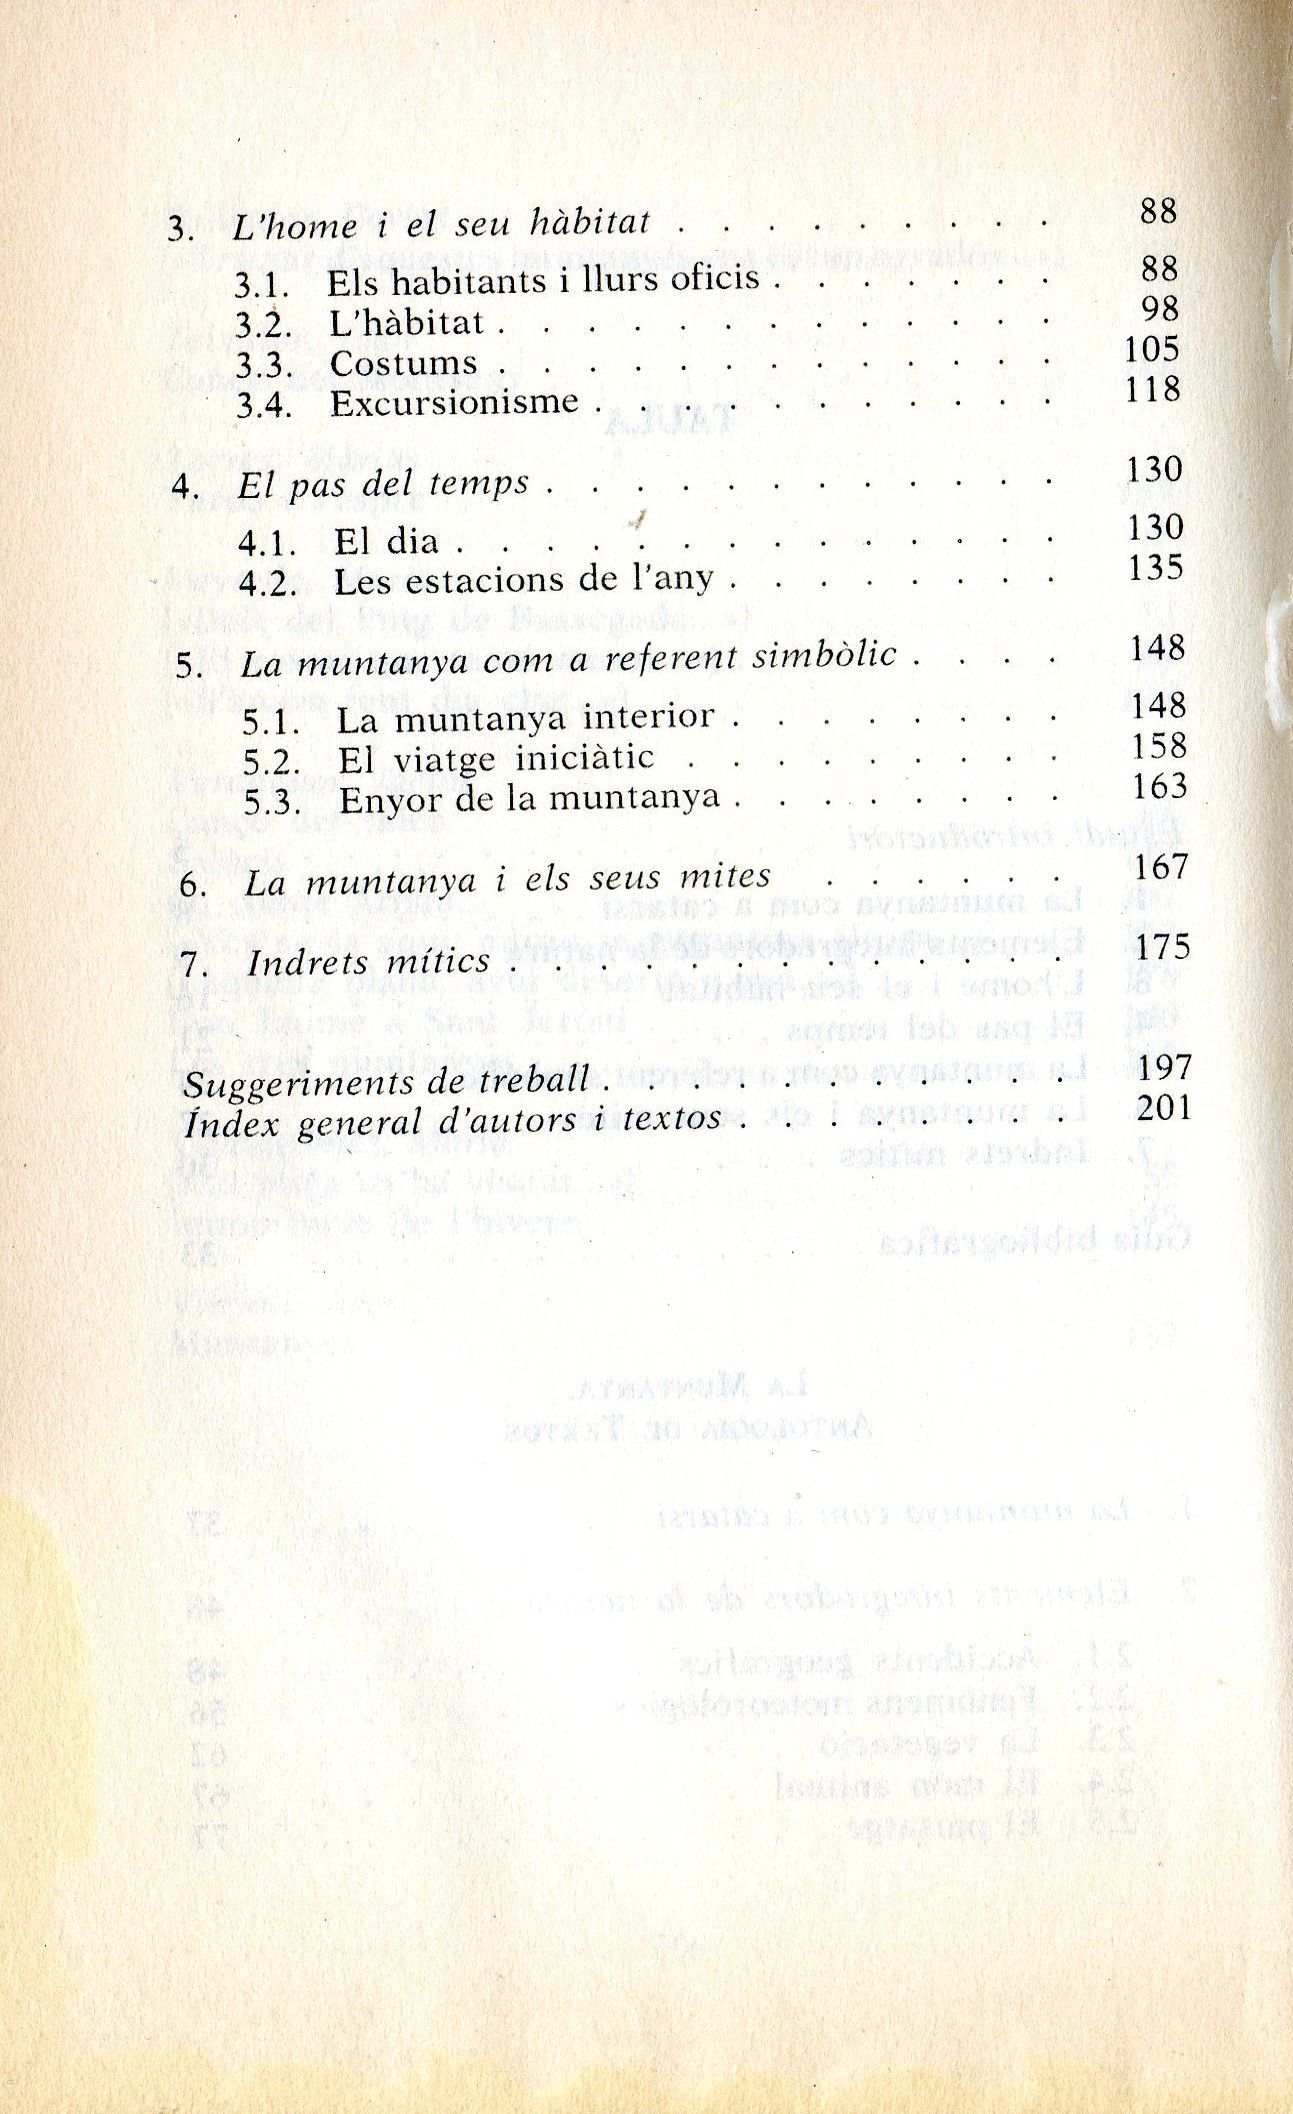 3. L'home i el seu hàbitat . . . . . . . . . 88
3.1. Els habitants i llurs oficis . . . . . . . 88
3.2. L'hàbitat . . . . . . . . . . . . . 98
3.3. Costums . . . . . . . . . . . . . 105
3.4. Excursionisme . . . . . . . . . . . 118
4. El pas del temps . . . . . . . . . . . . 130
4.1. El dia . . . . . . . . . . . . . . 130
4.2. Les estacions de l'any . . . . . . . . 135
5. La muntanya com a referent simbòlic . . . . 148
5.1. La muntanya interior . . . . . . . . 148
5.2. El viatge iniciàtic . . . . . . . . . 158
5.3. Enyor de la muntanya . . . . . . . . 163
6. La muntanya i els seus mites . . . . . . 167
7. Indrets mítics . . . . . . . . . . . . . 175
Suggeriments de treball . . . . . . . . . . . 197
Índex general d'autors i textos . . . . . . . . 201